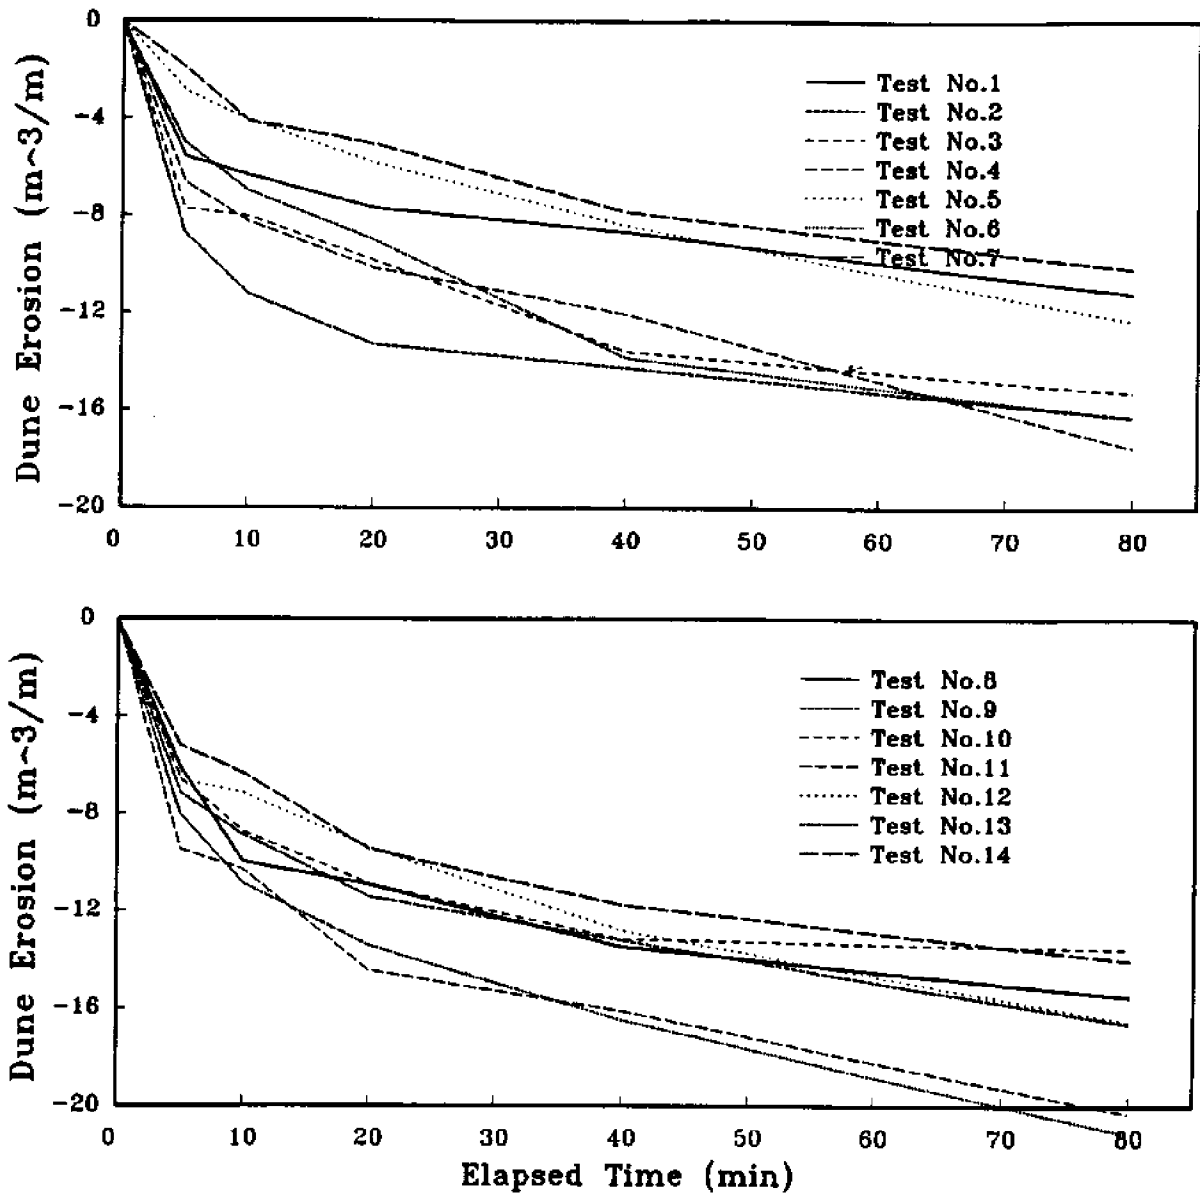 0
-4
-8
-12
-16
-20
Dune Erosion (m^3/m)
Test No.1
Test No.2
Test No.3
Test No.4
Test No.5
Test No.6
Test No.7
0 10 20 30 40 50 60 70 80
0
-4
-8
-12
-16
-20
Dune Erosion (m^3/m)
Test No.8
Test No.9
Test No.10
Test No.11
Test No.12
Test No.13
Test No.14
0 10 20 30 40 50 60 70 80
Elapsed Time (min)